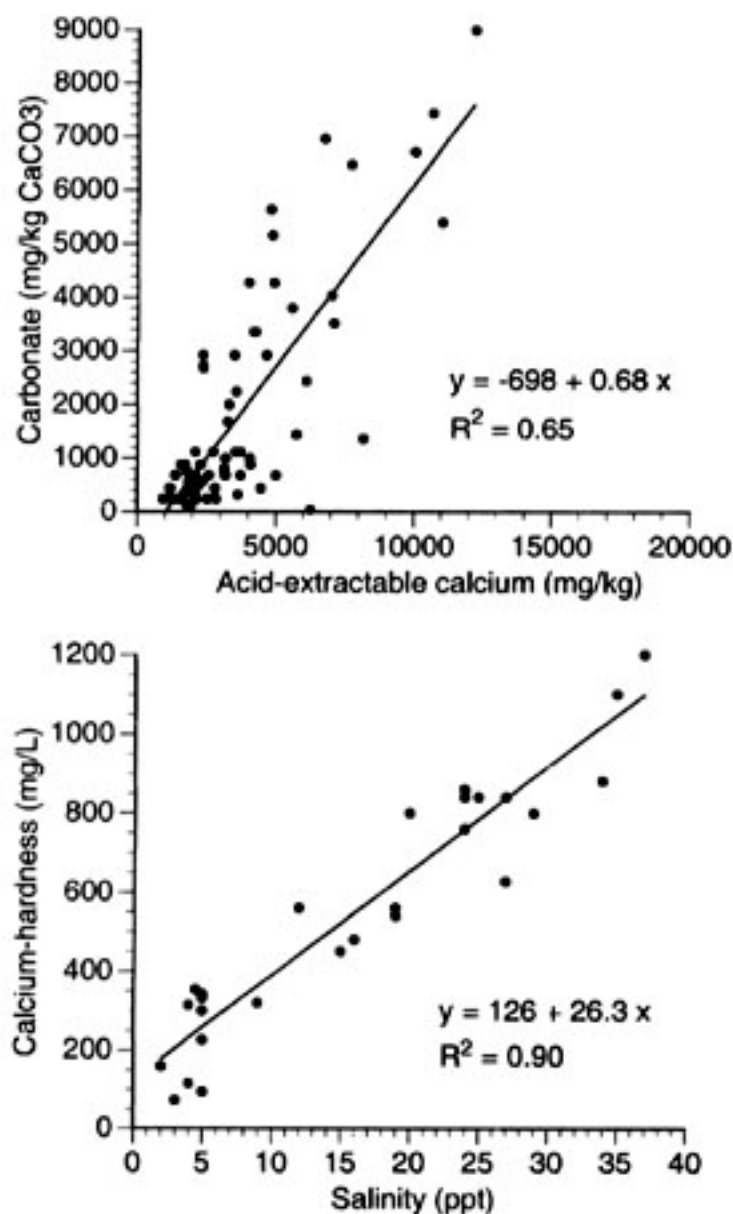 9000
8000
7000
6000
5000
4000
3000
2000
1000
0
Carbonate (mg/kg CaCO3)
y = -698 + 0.68 x
R² = 0.65
0 5000 10000 15000 20000
Acid-extractable calcium (mg/kg)
1200
1000
800
600
400
200
0
Calcium-hardness (mg/L)
y = 126 + 26.3 x
R² = 0.90
0 5 10 15 20 25 30 35 40
Salinity (ppt)